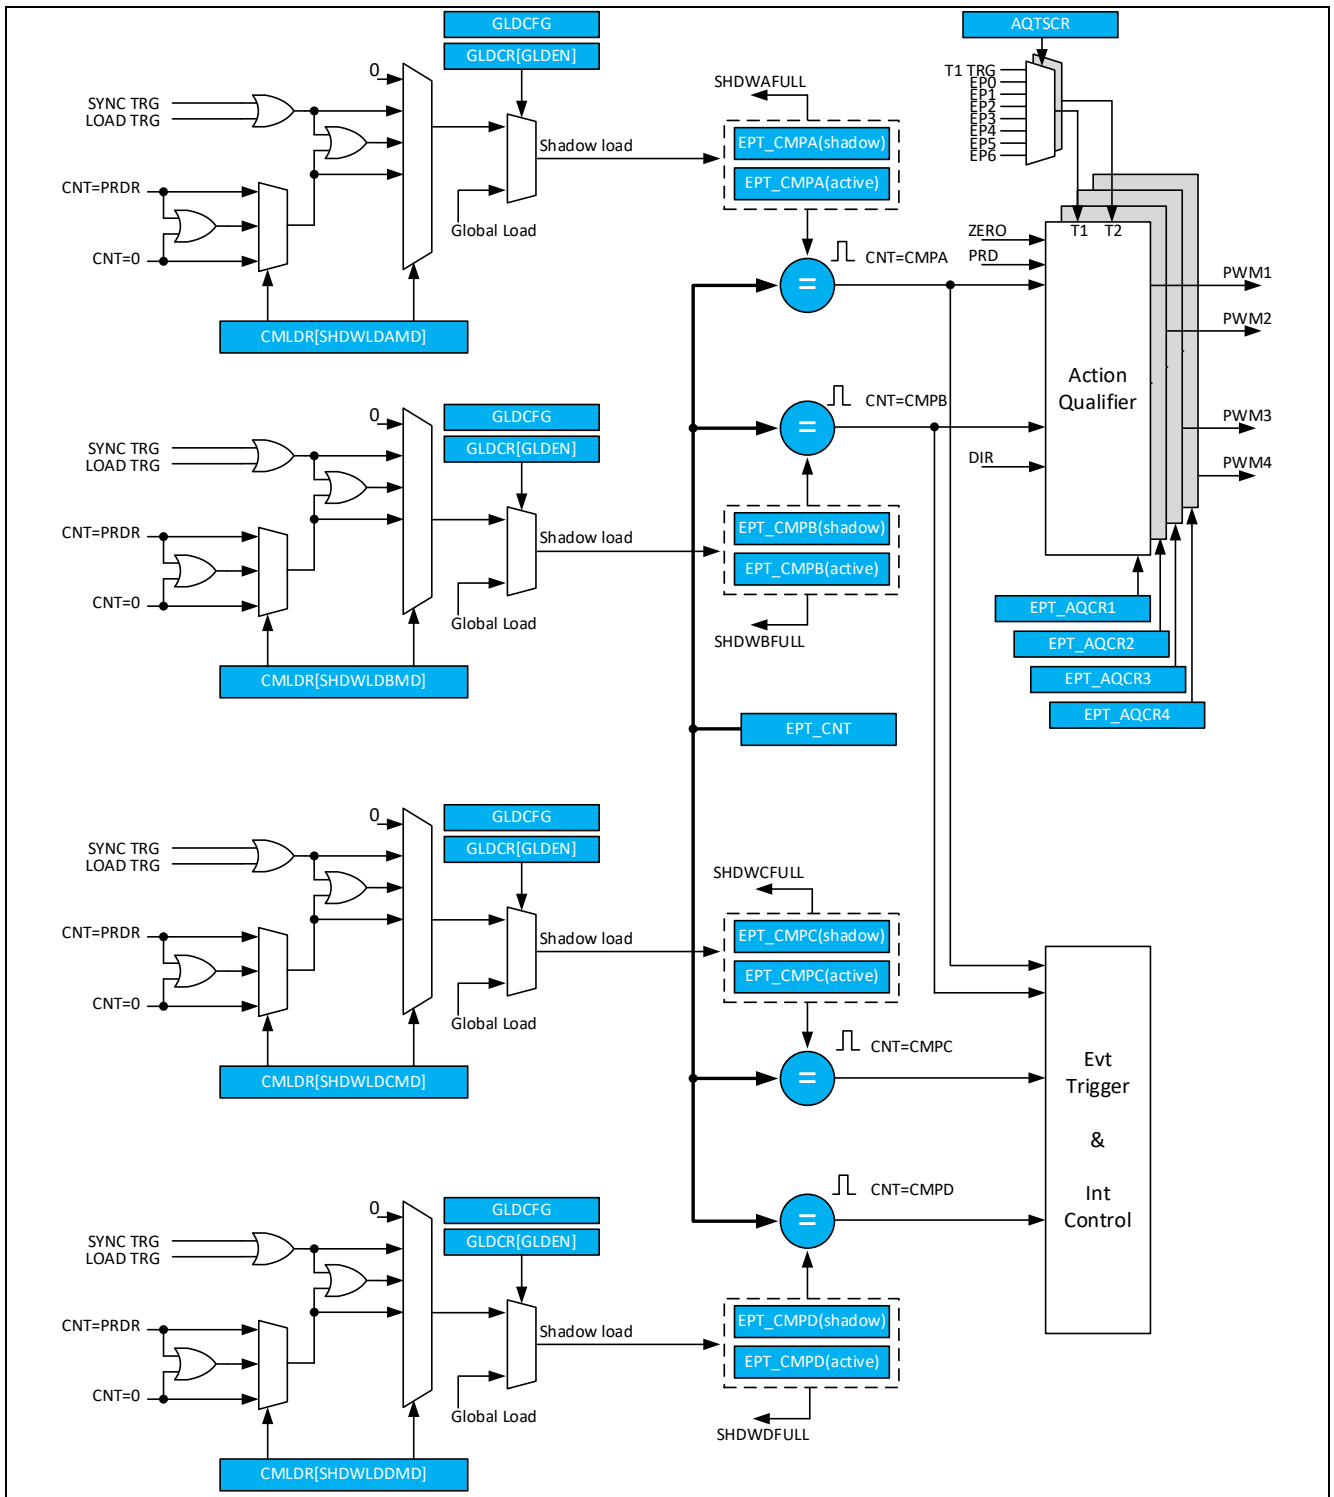 GLDCFG
GLDCR[GLDEN]
0
SYNC TRG
LOAD TRG
CNT=PRDR
CNT=0
Shadow load
Global Load
CMLDR[SHDWLDAMD]
SHDWAFULL
EPT_CMPA(shadow)
EPT_CMPA(active)
=
CNT=CMPA
AQTSCR
T1 TRG
EP0
EP1
EP2
EP3
EP4
EP5
EP6
T1
T2
ZERO
PRD
DIR
Action
Qualifier
PWM1
PWM2
PWM3
PWM4
GLDCFG
GLDCR[GLDEN]
0
SYNC TRG
LOAD TRG
CNT=PRDR
CNT=0
Shadow load
Global Load
CMLDR[SHDWLDBMD]
=
CNT=CMPB
EPT_CMPB(shadow)
EPT_CMPB(active)
SHDWBFULL
EPT_AQCR1
EPT_AQCR2
EPT_AQCR3
EPT_AQCR4
EPT_CNT
GLDCFG
GLDCR[GLDEN]
0
SYNC TRG
LOAD TRG
CNT=PRDR
CNT=0
Shadow load
Global Load
CMLDR[SHDWLDCMD]
SHDWCFULL
EPT_CMPC(shadow)
EPT_CMPC(active)
=
CNT=CMPC
Evt
Trigger
&
Int
Control
GLDCFG
GLDCR[GLDEN]
0
SYNC TRG
LOAD TRG
CNT=PRDR
CNT=0
Shadow load
Global Load
CMLDR[SHDWLDDMD]
=
CNT=CMPD
EPT_CMPD(shadow)
EPT_CMPD(active)
SHDWDFULL